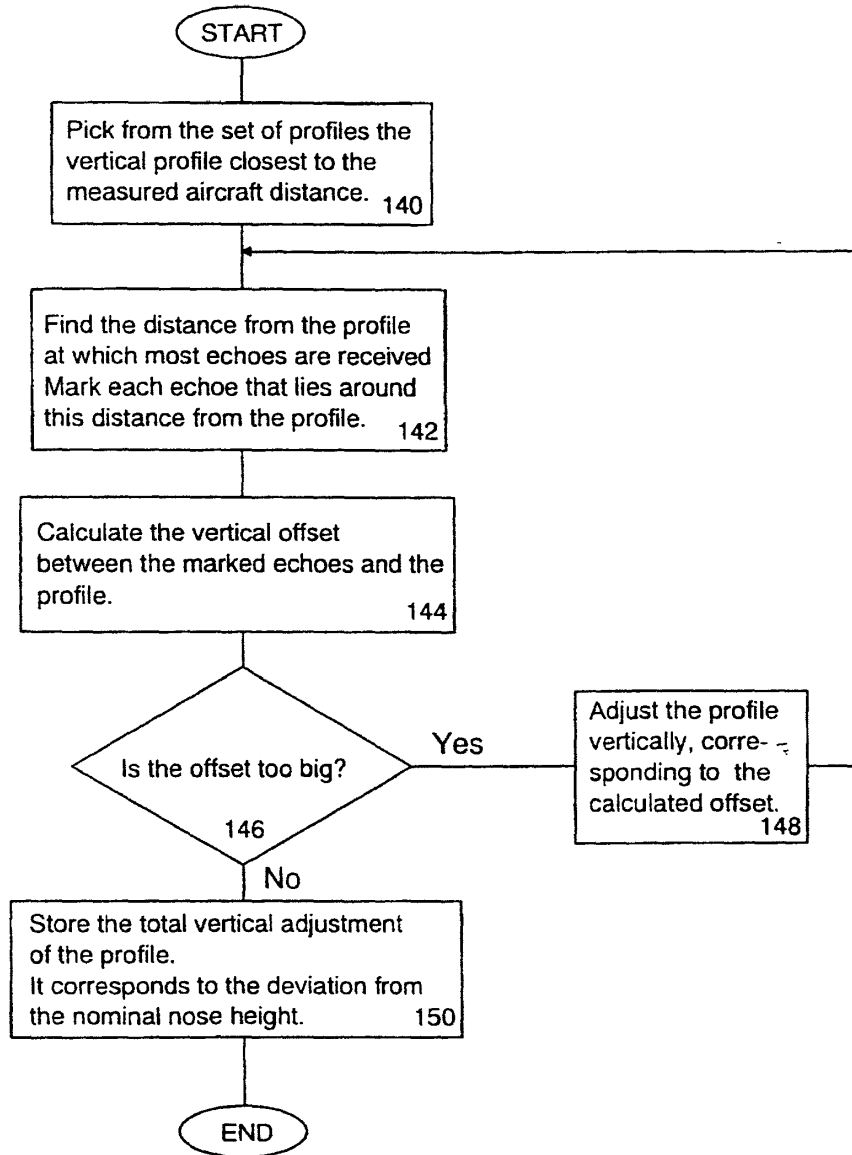 START
Pick from the set of profiles the
vertical profile closest to the
measured aircraft distance.
140
Find the distance from the profile
at which most echoes are received
Mark each echoe that lies around
this distance from the profile.
142
Calculate the vertical offset
between the marked echoes and the
profile.
144
Is the offset too big?
146
Yes
Adjust the profile
vertically, corre-
sponding to the
calculated offset.
148
No
Store the total vertical adjustment
of the profile.
It corresponds to the deviation from
the nominal nose height.
150
END